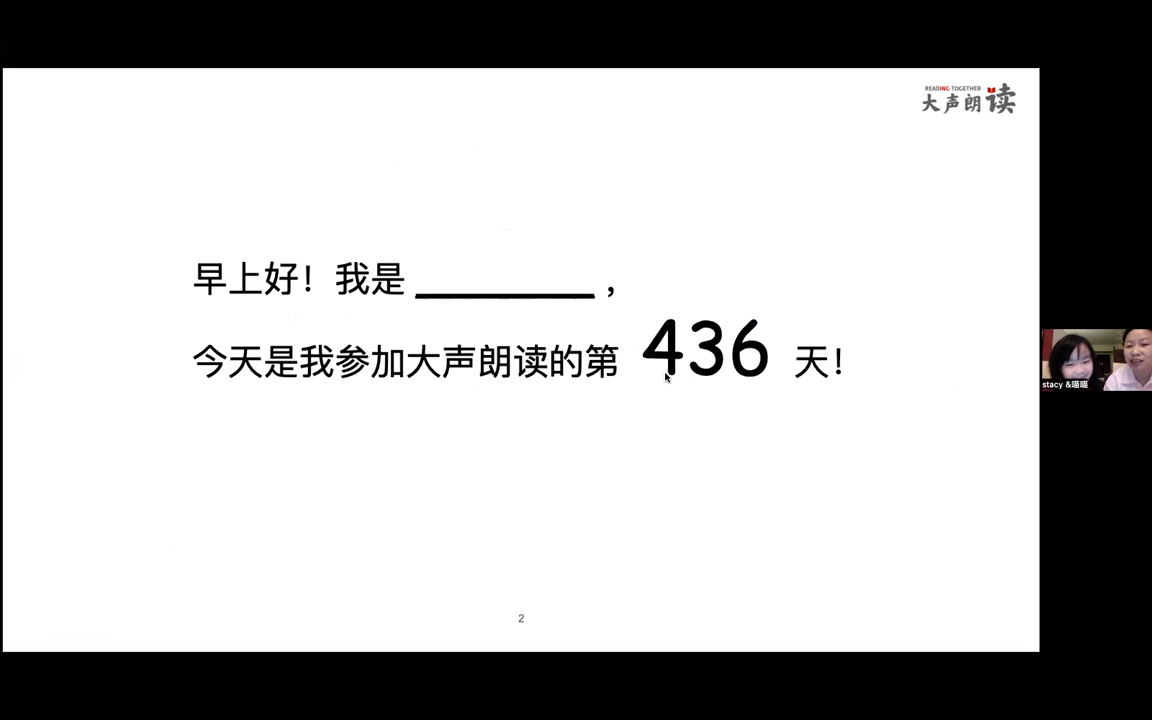 READING TOGETHER
大声朗读
早上好！我是 __________ ，
今天是我参加大声朗读的第 436 天！
stacy &喵喵
2